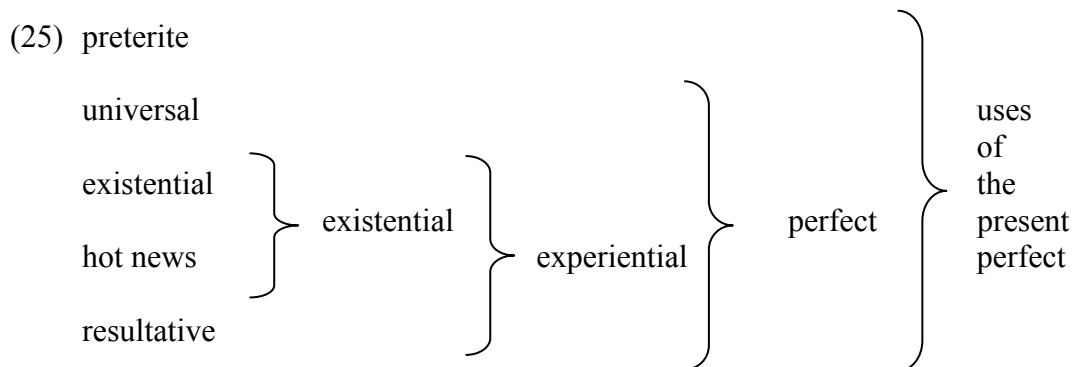 (25) preterite
universal
existential
hot news
resultative
existential
experiential
perfect
uses
of
the
present
perfect